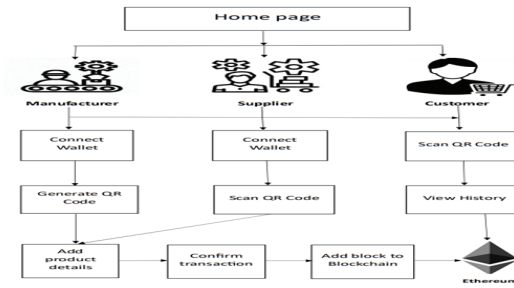 Home page
Manufacturer
Supplier
Customer
Connect
Wallet
Connect
Wallet
Scan QR Code
Generate QR
Code
Scan QR Code
View History
Add
product
details
Confirm
transaction
Add block to
Blockchain
Ethereum